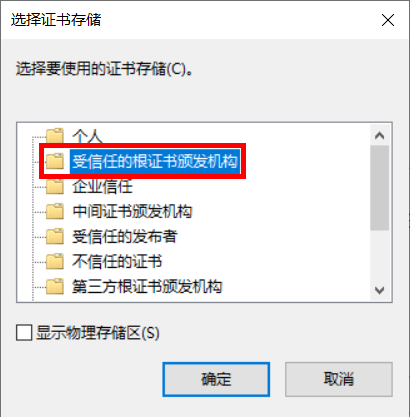 选择证书存储
选择要使用的证书存储(C)。
个人
受信任的根证书颁发机构
企业信任
中间证书颁发机构
受信任的发布者
不信任的证书
第三方根证书颁发机构
显示物理存储区(S)
确定
取消